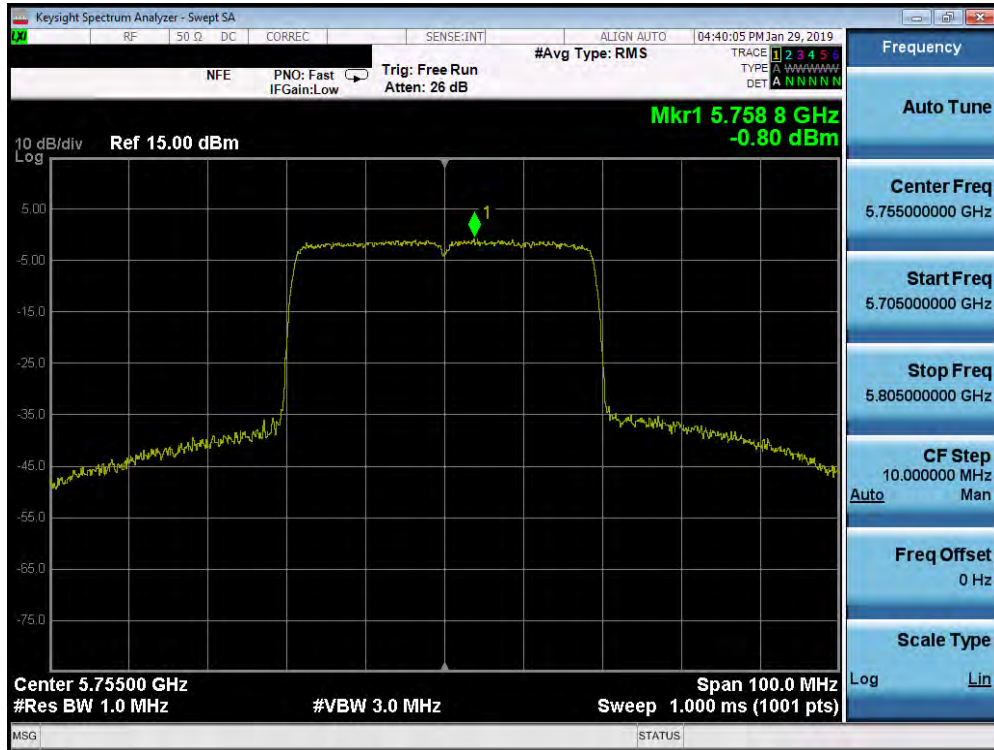 Keysight Spectrum Analyzer - Swept SA
LXI RF 50 Ω DC CORREC SENSE:INT ALIGN AUTO 04:40:05 PM Jan 29, 2019
#Avg Type: RMS TRACE 1 2 3 4 5 6
NFE PNO: Fast Trig: Free Run TYPE A WWWWW
IFGain:Low Atten: 26 dB DET A N N N N N
Mkr1 5.758 8 GHz
-0.80 dBm
10 dB/div Ref 15.00 dBm
Log
1
5.00
-5.00
-15.0
-25.0
-35.0
-45.0
-55.0
-65.0
-75.0
Center 5.75500 GHz Span 100.0 MHz
#Res BW 1.0 MHz #VBW 3.0 MHz Sweep 1.000 ms (1001 pts)
MSG STATUS
Frequency
Auto Tune
Center Freq
5.755000000 GHz
Start Freq
5.705000000 GHz
Stop Freq
5.805000000 GHz
CF Step
10.000000 MHz
Auto Man
Freq Offset
0 Hz
Scale Type
Log Lin